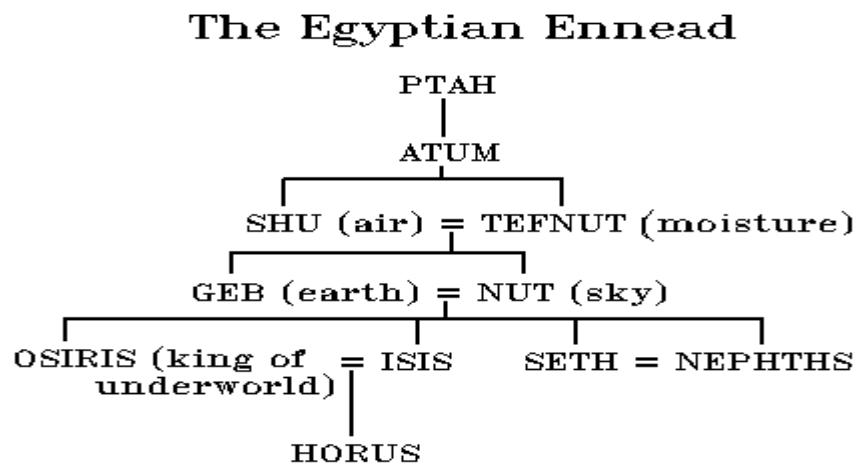 The Egyptian Ennead
PTAH
ATUM
SHU (air) = TEFNUT (moisture)
GEB (earth) = NUT (sky)
OSIRIS (king of underworld) = ISIS
SETH = NEPHTHS
HORUS